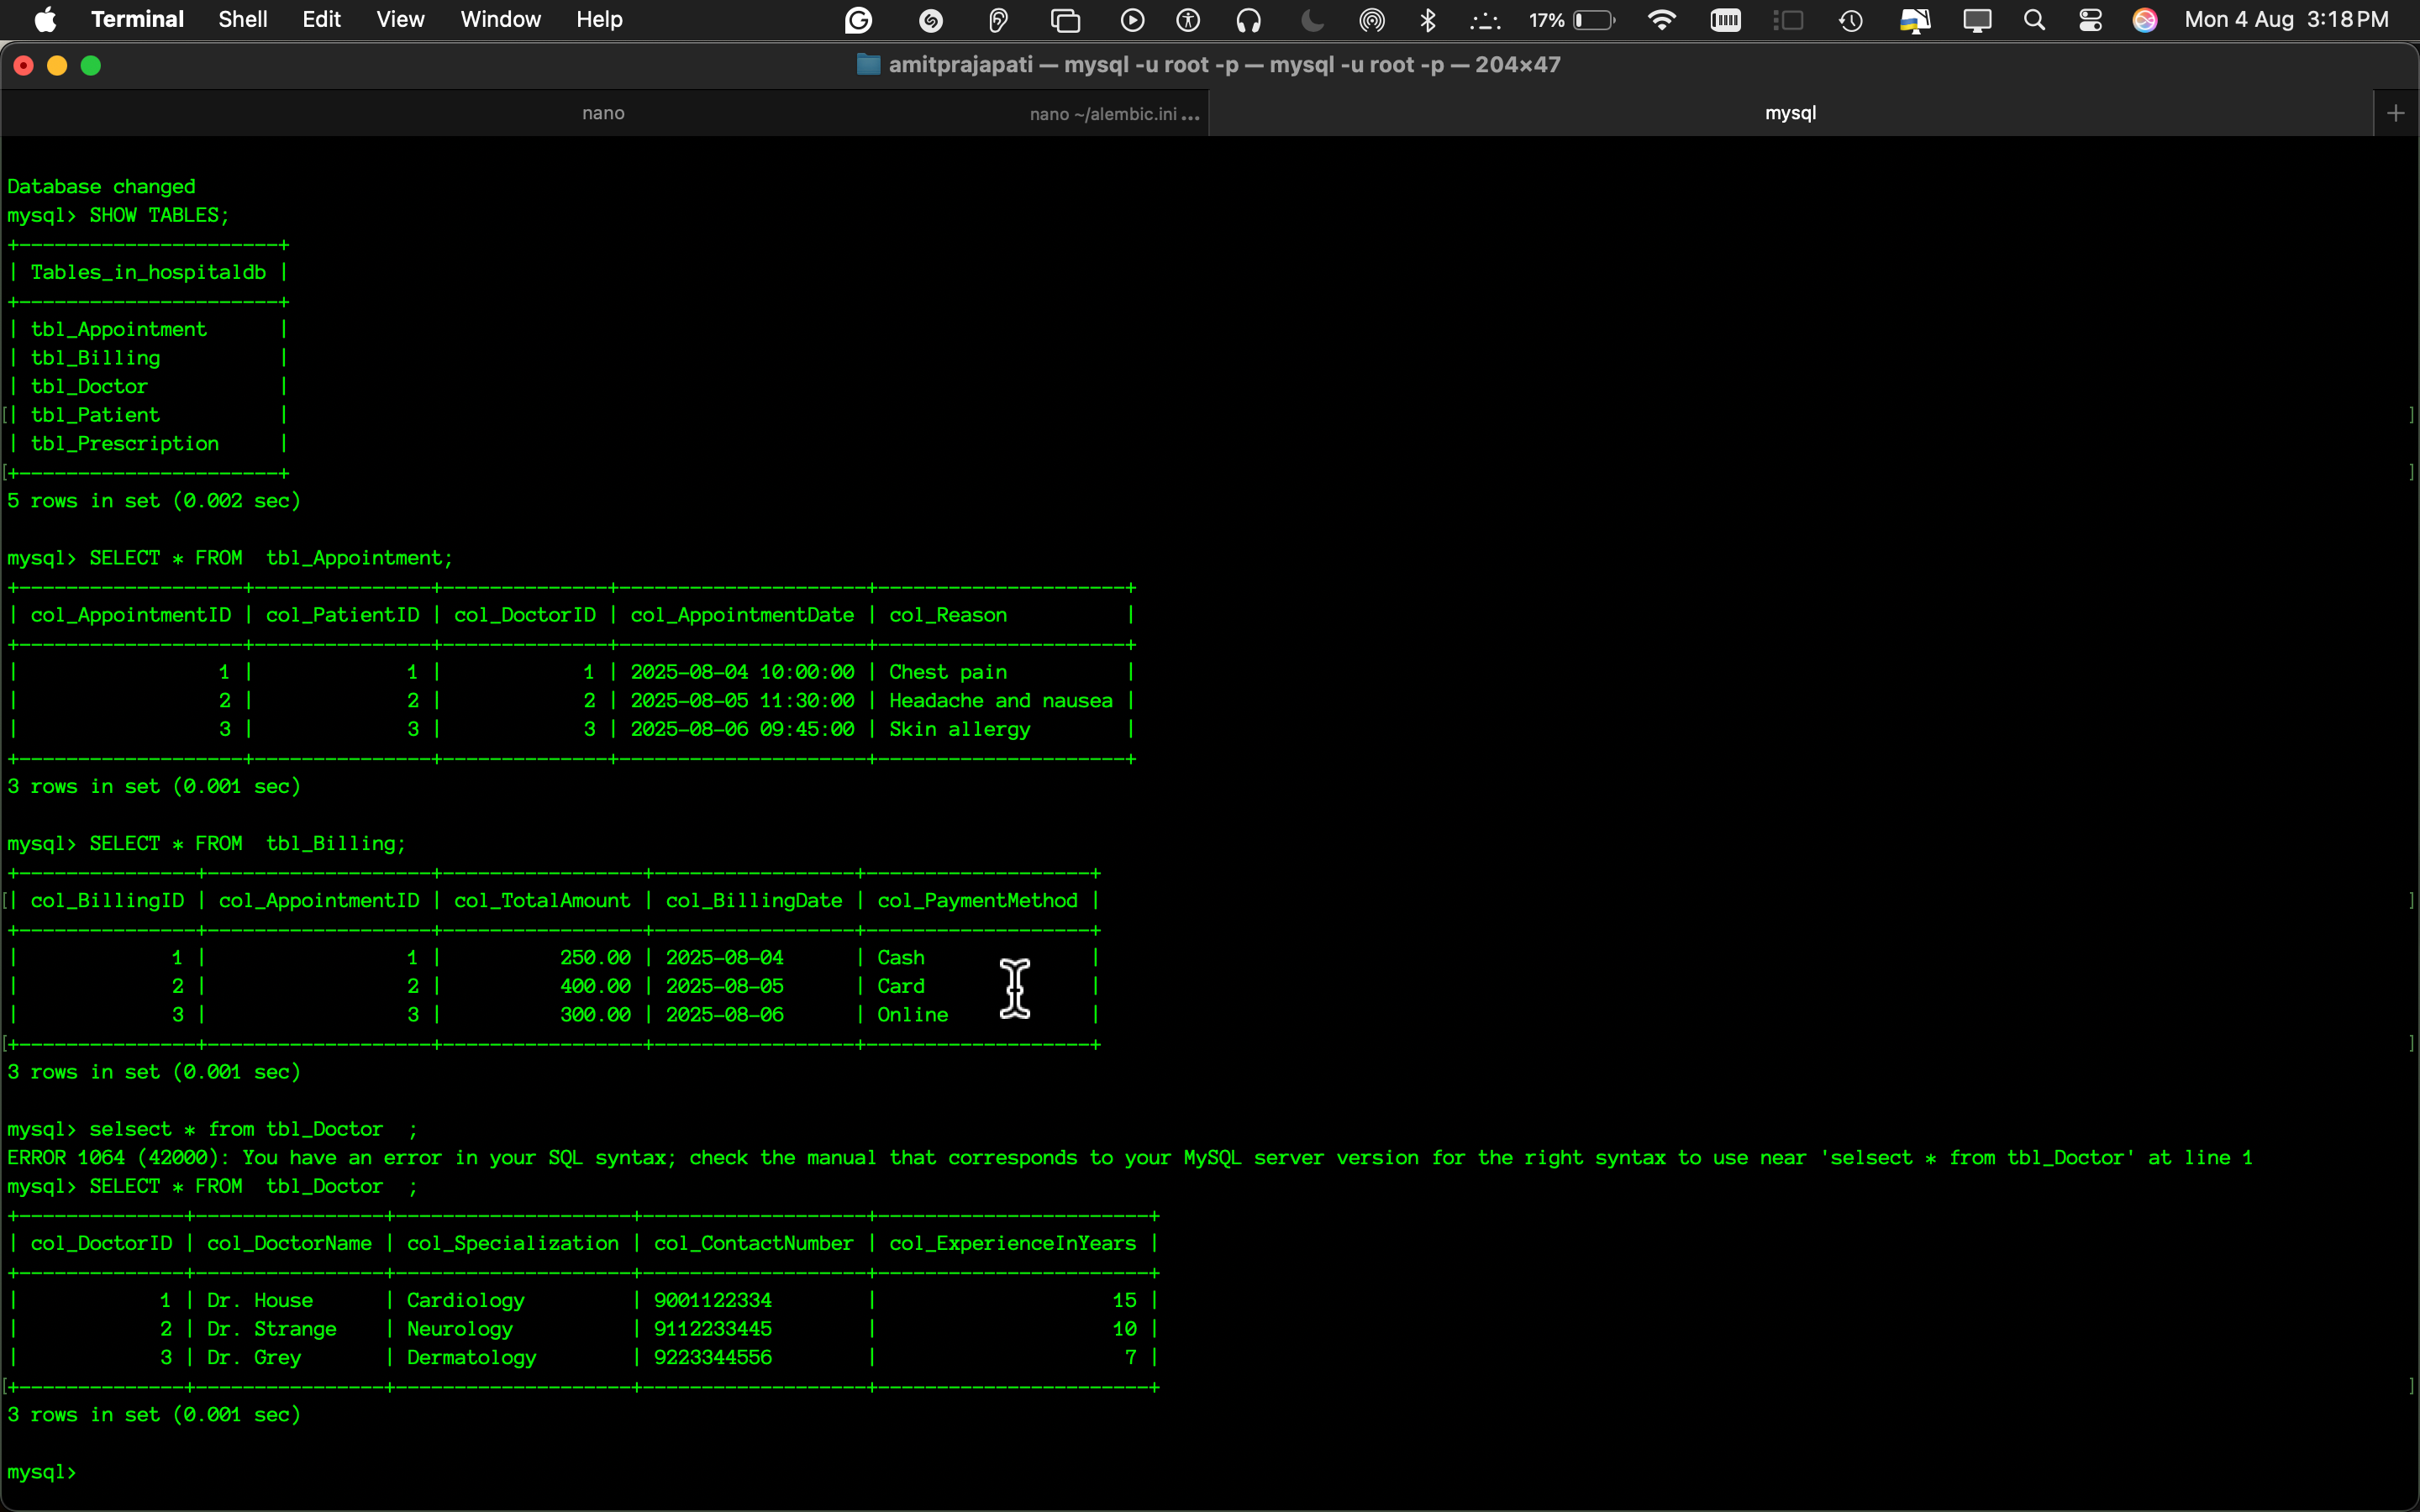 Terminal Shell Edit View Window Help 17% Mon 4 Aug 3:18 PM
amitprajapati — mysql -u root -p — mysql -u root -p — 204×47
nano nano ~/alembic.ini ... mysql +
Database changed
mysql> SHOW TABLES;
+----------------------+
| Tables_in_hospitaldb |
+----------------------+
| tbl_Appointment      |
| tbl_Billing          |
| tbl_Doctor           |
[| tbl_Patient          | ]
| tbl_Prescription     |
[+----------------------+ ]
5 rows in set (0.002 sec)
mysql> SELECT * FROM  tbl_Appointment;
+-------------------+---------------+--------------+---------------------+---------------------+
| col_AppointmentID | col_PatientID | col_DoctorID | col_AppointmentDate | col_Reason          |
+-------------------+---------------+--------------+---------------------+---------------------+
|                 1 |             1 |            1 | 2025-08-04 10:00:00 | Chest pain          |
|                 2 |             2 |            2 | 2025-08-05 11:30:00 | Headache and nausea |
|                 3 |             3 |            3 | 2025-08-06 09:45:00 | Skin allergy        |
+-------------------+---------------+--------------+---------------------+---------------------+
3 rows in set (0.001 sec)
mysql> SELECT * FROM  tbl_Billing;
+---------------+-------------------+-----------------+-----------------+-------------------+
[| col_BillingID | col_AppointmentID | col_TotalAmount | col_BillingDate | col_PaymentMethod | ]
+---------------+-------------------+-----------------+-----------------+-------------------+
|             1 |                 1 |          250.00 | 2025-08-04      | Cash              |
|             2 |                 2 |          400.00 | 2025-08-05      | Card              |
|             3 |                 3 |          300.00 | 2025-08-06      | Online            |
[+---------------+-------------------+-----------------+-----------------+-------------------+ ]
3 rows in set (0.001 sec)
mysql> selsect * from tbl_Doctor  ;
ERROR 1064 (42000): You have an error in your SQL syntax; check the manual that corresponds to your MySQL server version for the right syntax to use near 'selsect * from tbl_Doctor' at line 1
mysql> SELECT * FROM  tbl_Doctor  ;
+--------------+----------------+--------------------+-------------------+-----------------------+
| col_DoctorID | col_DoctorName | col_Specialization | col_ContactNumber | col_ExperienceInYears |
+--------------+----------------+--------------------+-------------------+-----------------------+
|            1 | Dr. House      | Cardiology         | 9001122334        |                    15 |
|            2 | Dr. Strange    | Neurology          | 9112233445        |                    10 |
|            3 | Dr. Grey       | Dermatology        | 9223344556        |                     7 |
[+--------------+----------------+--------------------+-------------------+-----------------------+ ]
3 rows in set (0.001 sec)
mysql>